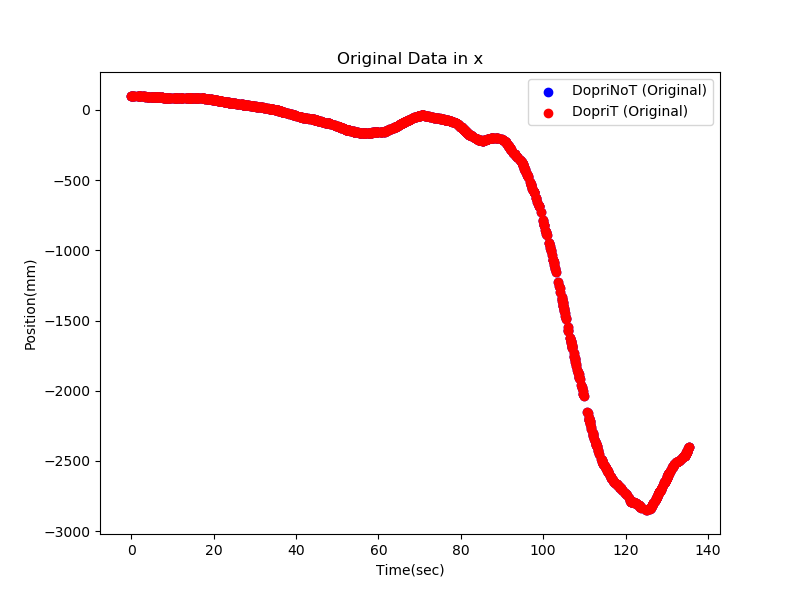 Original Data in x
DopriNoT (Original)
DopriT (Original)
0
−500
−1000
−1500
−2000
−2500
−3000
Position(mm)
0 20 40 60 80 100 120 140
Time(sec)